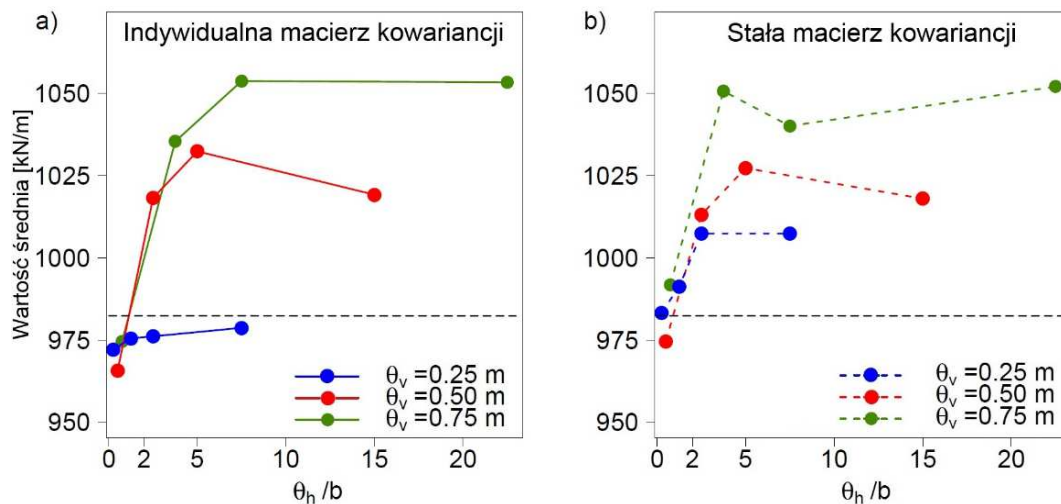 a) Indywidualna macierz kowariancji
Wartość średnia [kN/m]
1050
1025
1000
975
950
θv =0.25 m
θv =0.50 m
θv =0.75 m
0 2 5 10 15 20
θh /b
b) Stała macierz kowariancji
1050
1025
1000
975
950
θv =0.25 m
θv =0.50 m
θv =0.75 m
0 2 5 10 15 20
θh /b